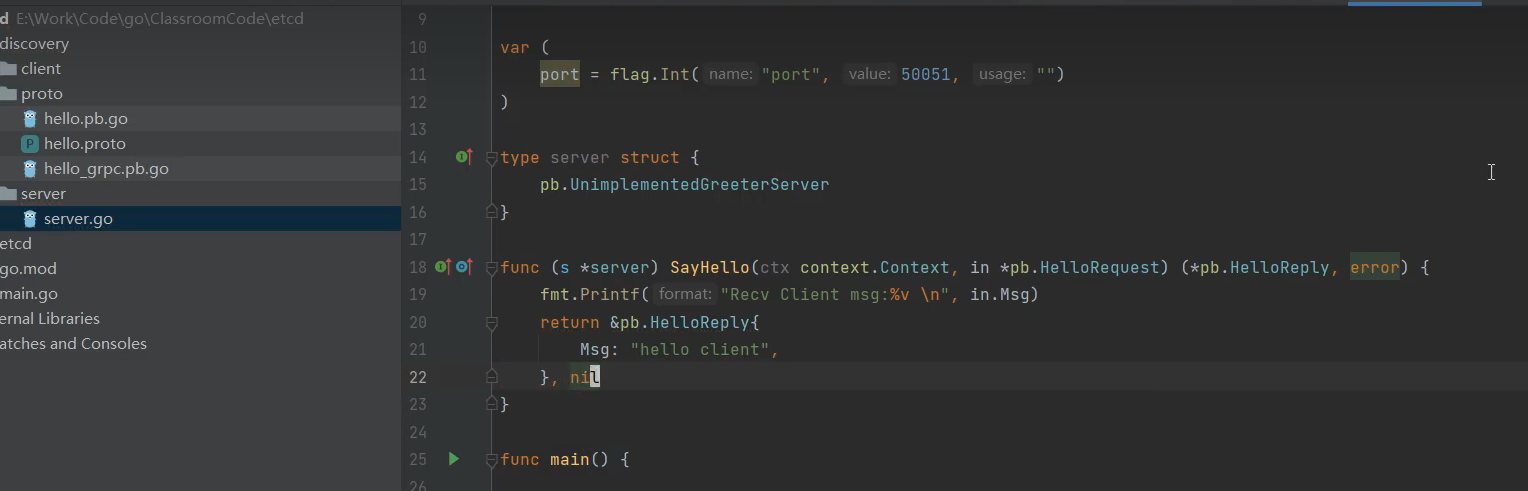 d E:\Work\Code\go\ClassroomCode\etcd
discovery
client
proto
hello.pb.go
P hello.proto
hello_grpc.pb.go
server
server.go
etcd
go.mod
main.go
ernal Libraries
atches and Consoles
9
10 var (
11 port = flag.Int( name: "port", value: 50051, usage: "")
12 )
13
14 type server struct {
15 pb.UnimplementedGreeterServer
16 }
17
18 func (s *server) SayHello(ctx context.Context, in *pb.HelloRequest) (*pb.HelloReply, error) {
19 fmt.Printf( format: "Recv Client msg:%v \n", in.Msg)
20 return &pb.HelloReply{
21 Msg: "hello client",
22 }, nil
23 }
24
25 func main() {
26